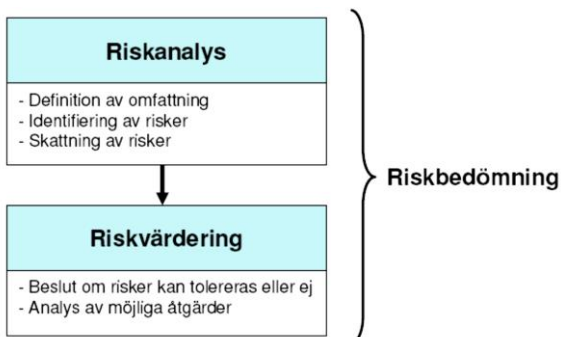 Riskanalys
- Definition av omfattning
- Identifiering av risker
- Skattning av risker
Riskbedömning
Riskvärdering
- Beslut om risker kan tolereras eller ej
- Analys av möjliga åtgärder